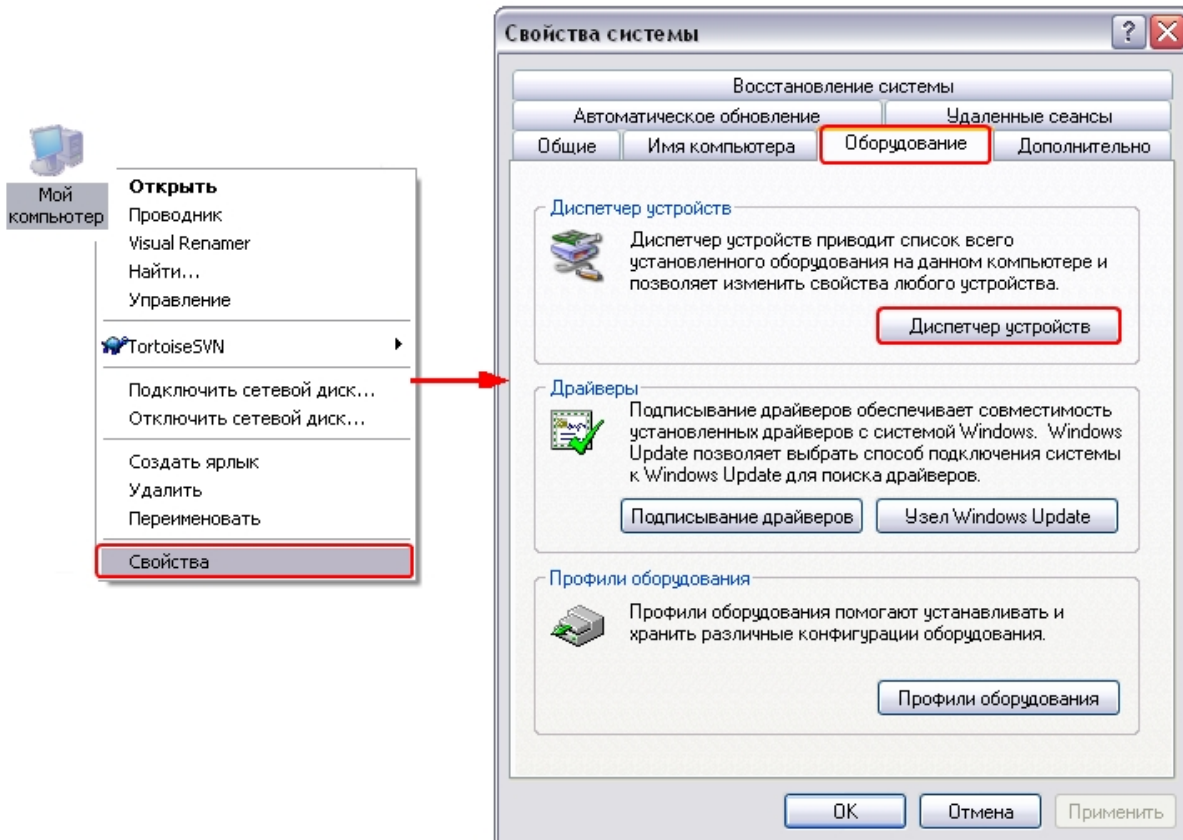 Мой
компьютер
Открыть
Проводник
Visual Renamer
Найти...
Управление
TortoiseSVN
Подключить сетевой диск...
Отключить сетевой диск...
Создать ярлык
Удалить
Переименовать
Свойства
Свойства системы
Восстановление системы
Автоматическое обновление
Удаленные сеансы
Общие
Имя компьютера
Оборудование
Дополнительно
Диспетчер устройств
Диспетчер устройств приводит список всего
установленного оборудования на данном компьютере и
позволяет изменить свойства любого устройства.
Диспетчер устройств
Драйверы
Подписывание драйверов обеспечивает совместимость
установленных драйверов с системой Windows. Windows
Update позволяет выбрать способ подключения системы
к Windows Update для поиска драйверов.
Подписывание драйверов
Узел Windows Update
Профили оборудования
Профили оборудования помогают устанавливать и
хранить различные конфигурации оборудования.
Профили оборудования
OK
Отмена
Применить